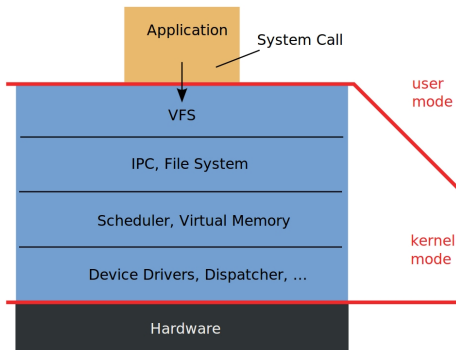 Application
System Call
user
mode
VFS
IPC, File System
Scheduler, Virtual Memory
kernel
mode
Device Drivers, Dispatcher, ...
Hardware